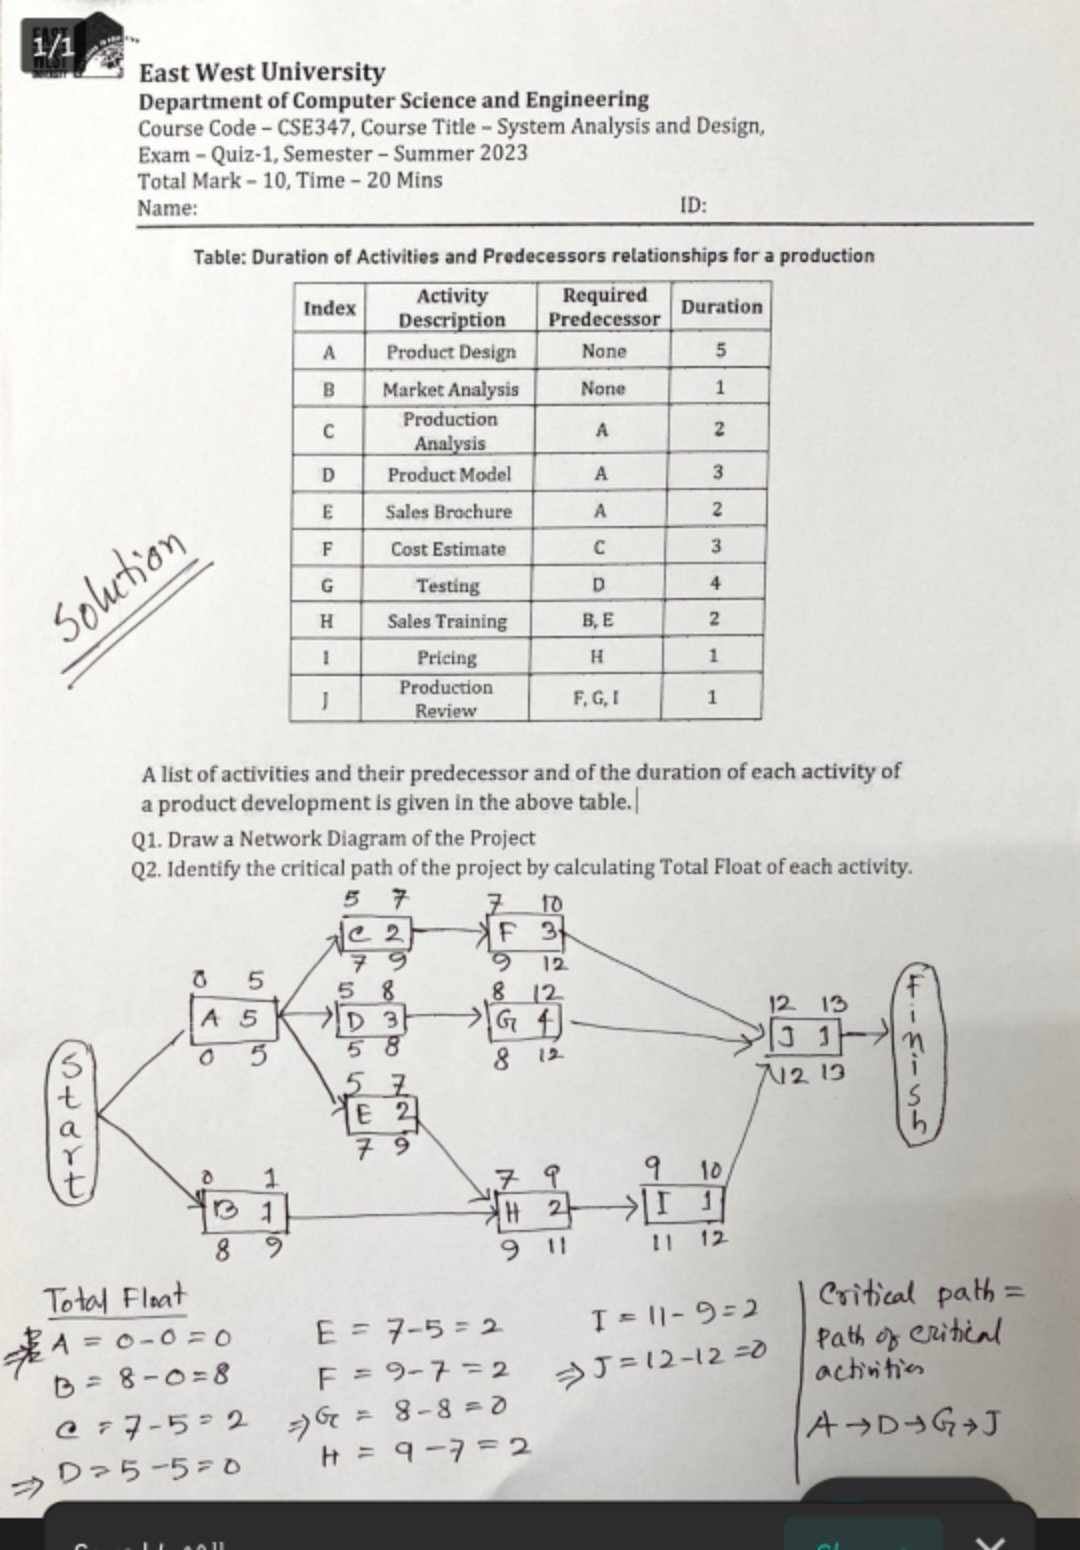 1/1
EAST
WEST
UNIVERSITY
East West University
Department of Computer Science and Engineering
Course Code – CSE347, Course Title – System Analysis and Design,
Exam – Quiz-1, Semester – Summer 2023
Total Mark – 10, Time – 20 Mins
Name: ID:
Table: Duration of Activities and Predecessors relationships for a production
Index Activity Description Required Predecessor Duration
A Product Design None 5
B Market Analysis None 1
C Production Analysis A 2
D Product Model A 3
E Sales Brochure A 2
F Cost Estimate C 3
G Testing D 4
H Sales Training B, E 2
I Pricing H 1
J Production Review F, G, I 1
Solution
A list of activities and their predecessor and of the duration of each activity of
a product development is given in the above table.
Q1. Draw a Network Diagram of the Project
Q2. Identify the critical path of the project by calculating Total Float of each activity.
5 7 7 10
C 2 F 3
7 9 9 12
0 5 5 8 8 12 12 13
A 5 D 3 G 4 J 1
0 5 5 8 8 12 12 13
Start
Finish
5 7
E 2
7 9
0 1 7 9 9 10
B 1 H 2 I 1
8 9 9 11 11 12
Total Float
⇒ A = 0-0=0
B = 8-0=8
C = 7-5=2
⇒ D = 5-5=0
E = 7-5=2
F = 9-7=2
⇒ G = 8-8=0
H = 9-7=2
I = 11-9=2
⇒ J = 12-12=0
Critical path =
Path of critical
activities
A→D→G→J